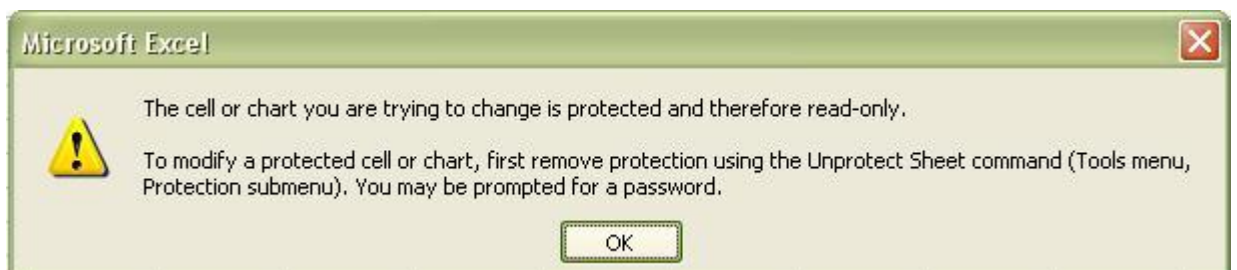 Microsoft Excel
The cell or chart you are trying to change is protected and therefore read-only.
To modify a protected cell or chart, first remove protection using the Unprotect Sheet command (Tools menu,
Protection submenu). You may be prompted for a password.
OK